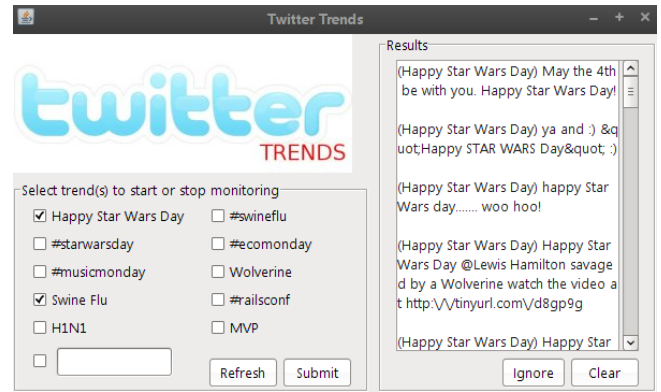 Twitter Trends
twitter
TRENDS
Select trend(s) to start or stop monitoring
Happy Star Wars Day
#swineflu
#starwarsday
#ecomonday
#musicmonday
Wolverine
Swine Flu
#railsconf
H1N1
MVP
Refresh
Submit
Results
(Happy Star Wars Day) May the 4th
be with you. Happy Star Wars Day!
(Happy Star Wars Day) ya and :) &q
uot;Happy STAR WARS Day&quot; :)
(Happy Star Wars Day) happy Star
Wars day....... woo hoo!
(Happy Star Wars Day) Happy Star
Wars Day @Lewis Hamilton savage
d by a Wolverine watch the video a
t http:\/\/tinyurl.com\/d8gp9g
(Happy Star Wars Day) Happy Star
Ignore
Clear